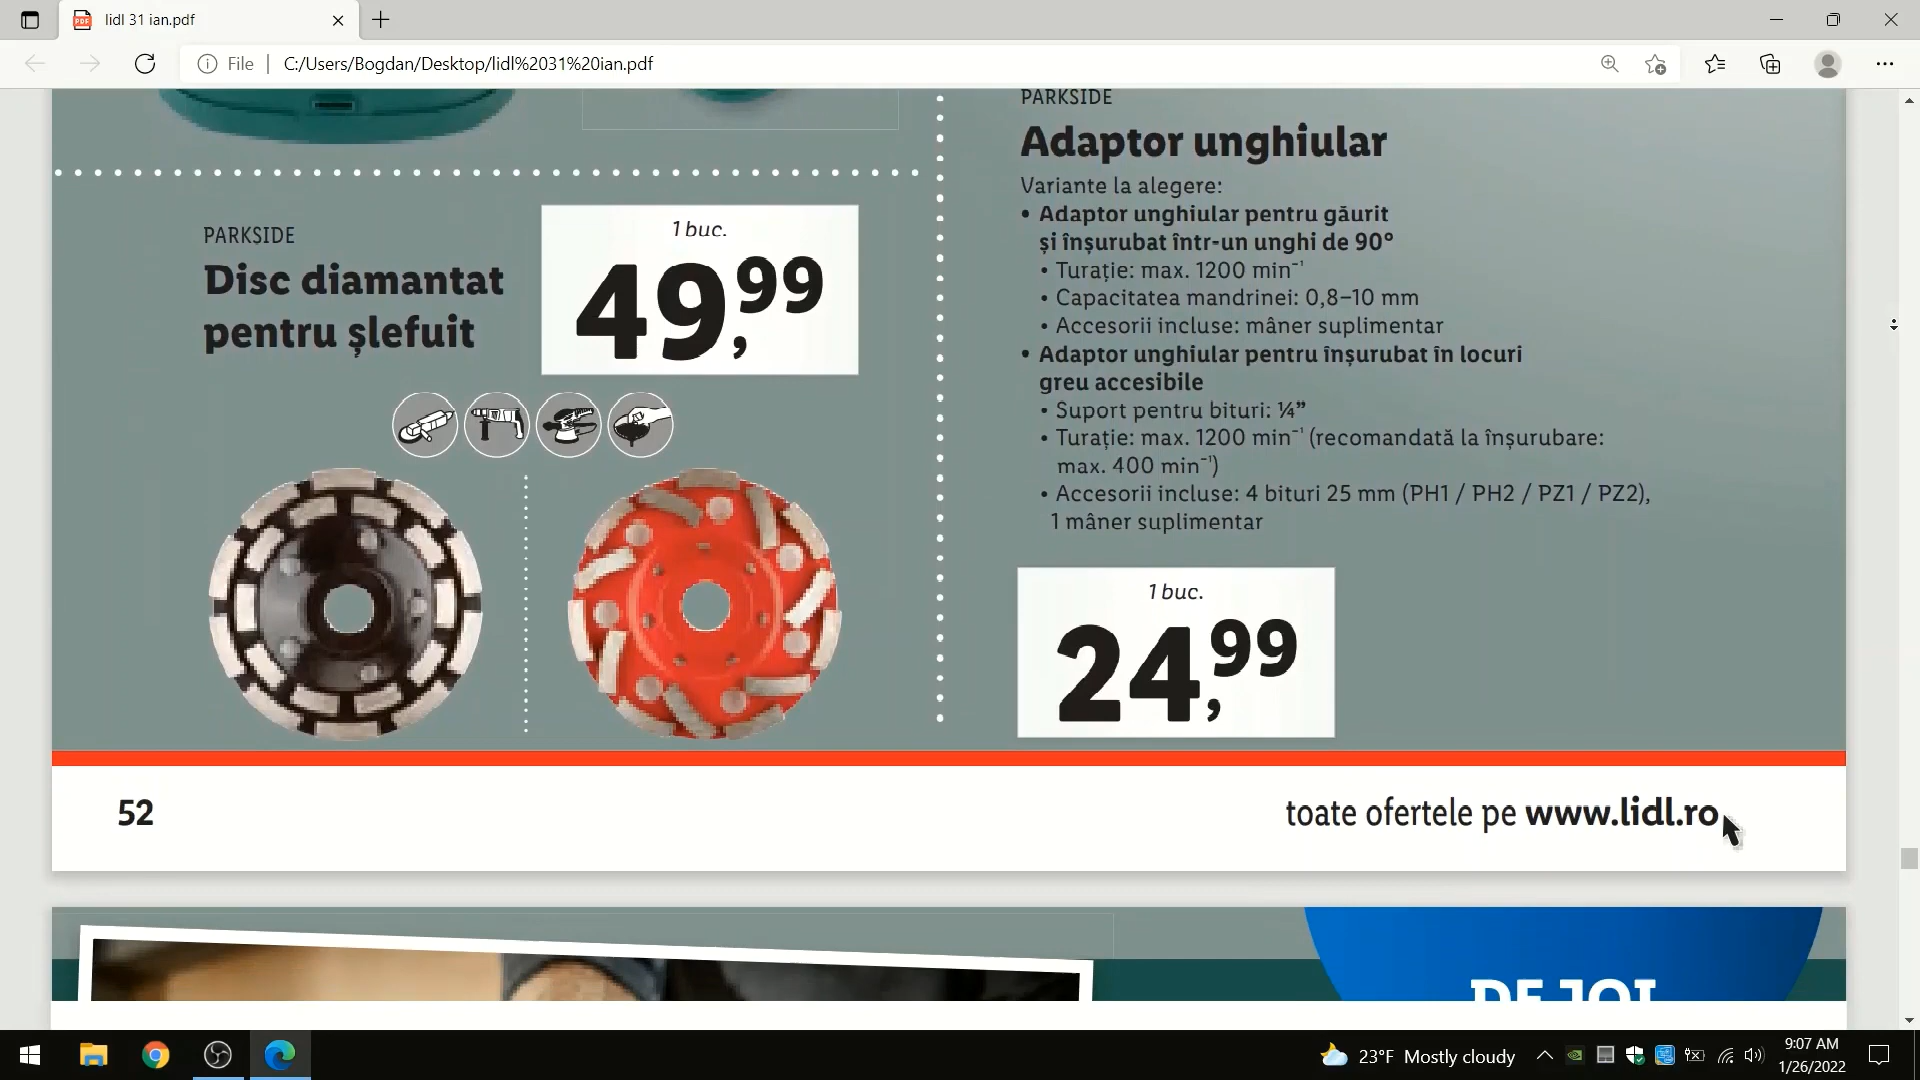 lidl 31 ian.pdf
File
C:/Users/Bogdan/Desktop/lidl%2031%20ian.pdf
PARKSIDE
Disc diamantat
pentru șlefuit
1 buc.
49,99
PARKSIDE
Adaptor unghiular
Variante la alegere:
• Adaptor unghiular pentru găurit
și înșurubat într-un unghi de 90°
• Turație: max. 1200 min⁻¹
• Capacitatea mandrinei: 0,8–10 mm
• Accesorii incluse: mâner suplimentar
• Adaptor unghiular pentru înșurubat în locuri
greu accesibile
• Suport pentru bituri: ¼”
• Turație: max. 1200 min⁻¹ (recomandată la înșurubare:
max. 400 min⁻¹)
• Accesorii incluse: 4 bituri 25 mm (PH1 / PH2 / PZ1 / PZ2),
1 mâner suplimentar
1 buc.
24,99
52
toate ofertele pe www.lidl.ro
DE JOI
23°F Mostly cloudy
9:07 AM
1/26/2022